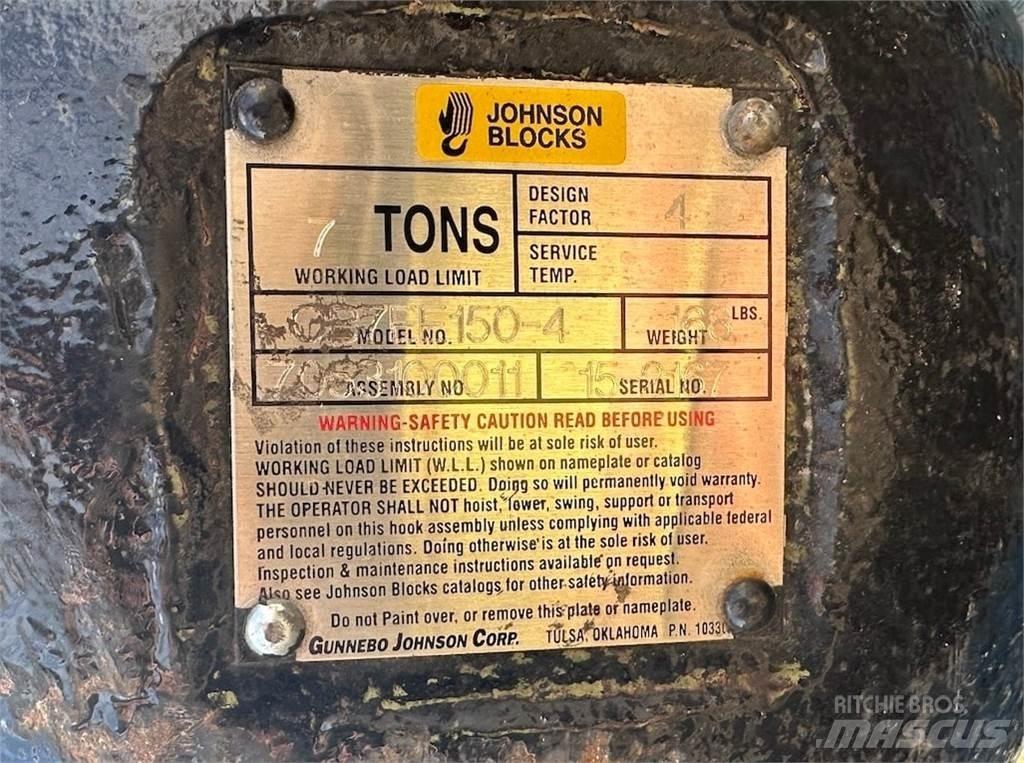 JOHNSON
BLOCKS
7 TONS
WORKING LOAD LIMIT
DESIGN
FACTOR 4
SERVICE
TEMP.
150-4
MODEL NO.
LBS.
WEIGHT
ASSEMBLY NO
SERIAL NO.
WARNING-SAFETY CAUTION READ BEFORE USING
Violation of these instructions will be at sole risk of user.
WORKING LOAD LIMIT (W.L.L.) shown on nameplate or catalog
SHOULD NEVER BE EXCEEDED. Doing so will permanently void warranty.
THE OPERATOR SHALL NOT hoist, lower, swing, support or transport
personnel on this hook assembly unless complying with applicable federal
and local regulations. Doing otherwise is at the sole risk of user.
Inspection & maintenance instructions available on request.
Also see Johnson Blocks catalogs for other safety information.
Do not Paint over, or remove this plate or nameplate.
GUNNEBO JOHNSON CORP. TULSA, OKLAHOMA P.N.
RITCHIE BROS.
MASCUS